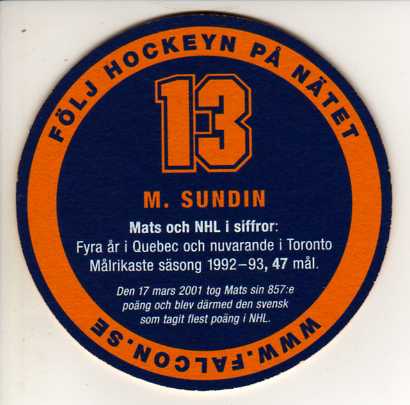 FÖLJ HOCKEYN PÅ NÄTET
13
M. SUNDIN
Mats och NHL i siffror:
Fyra år i Quebec och nuvarande i Toronto
Målrikaste säsong 1992–93, 47 mål.
Den 17 mars 2001 tog Mats sin 857:e
poäng och blev därmed den svensk
som tagit flest poäng i NHL.
WWW.FALCON.SE